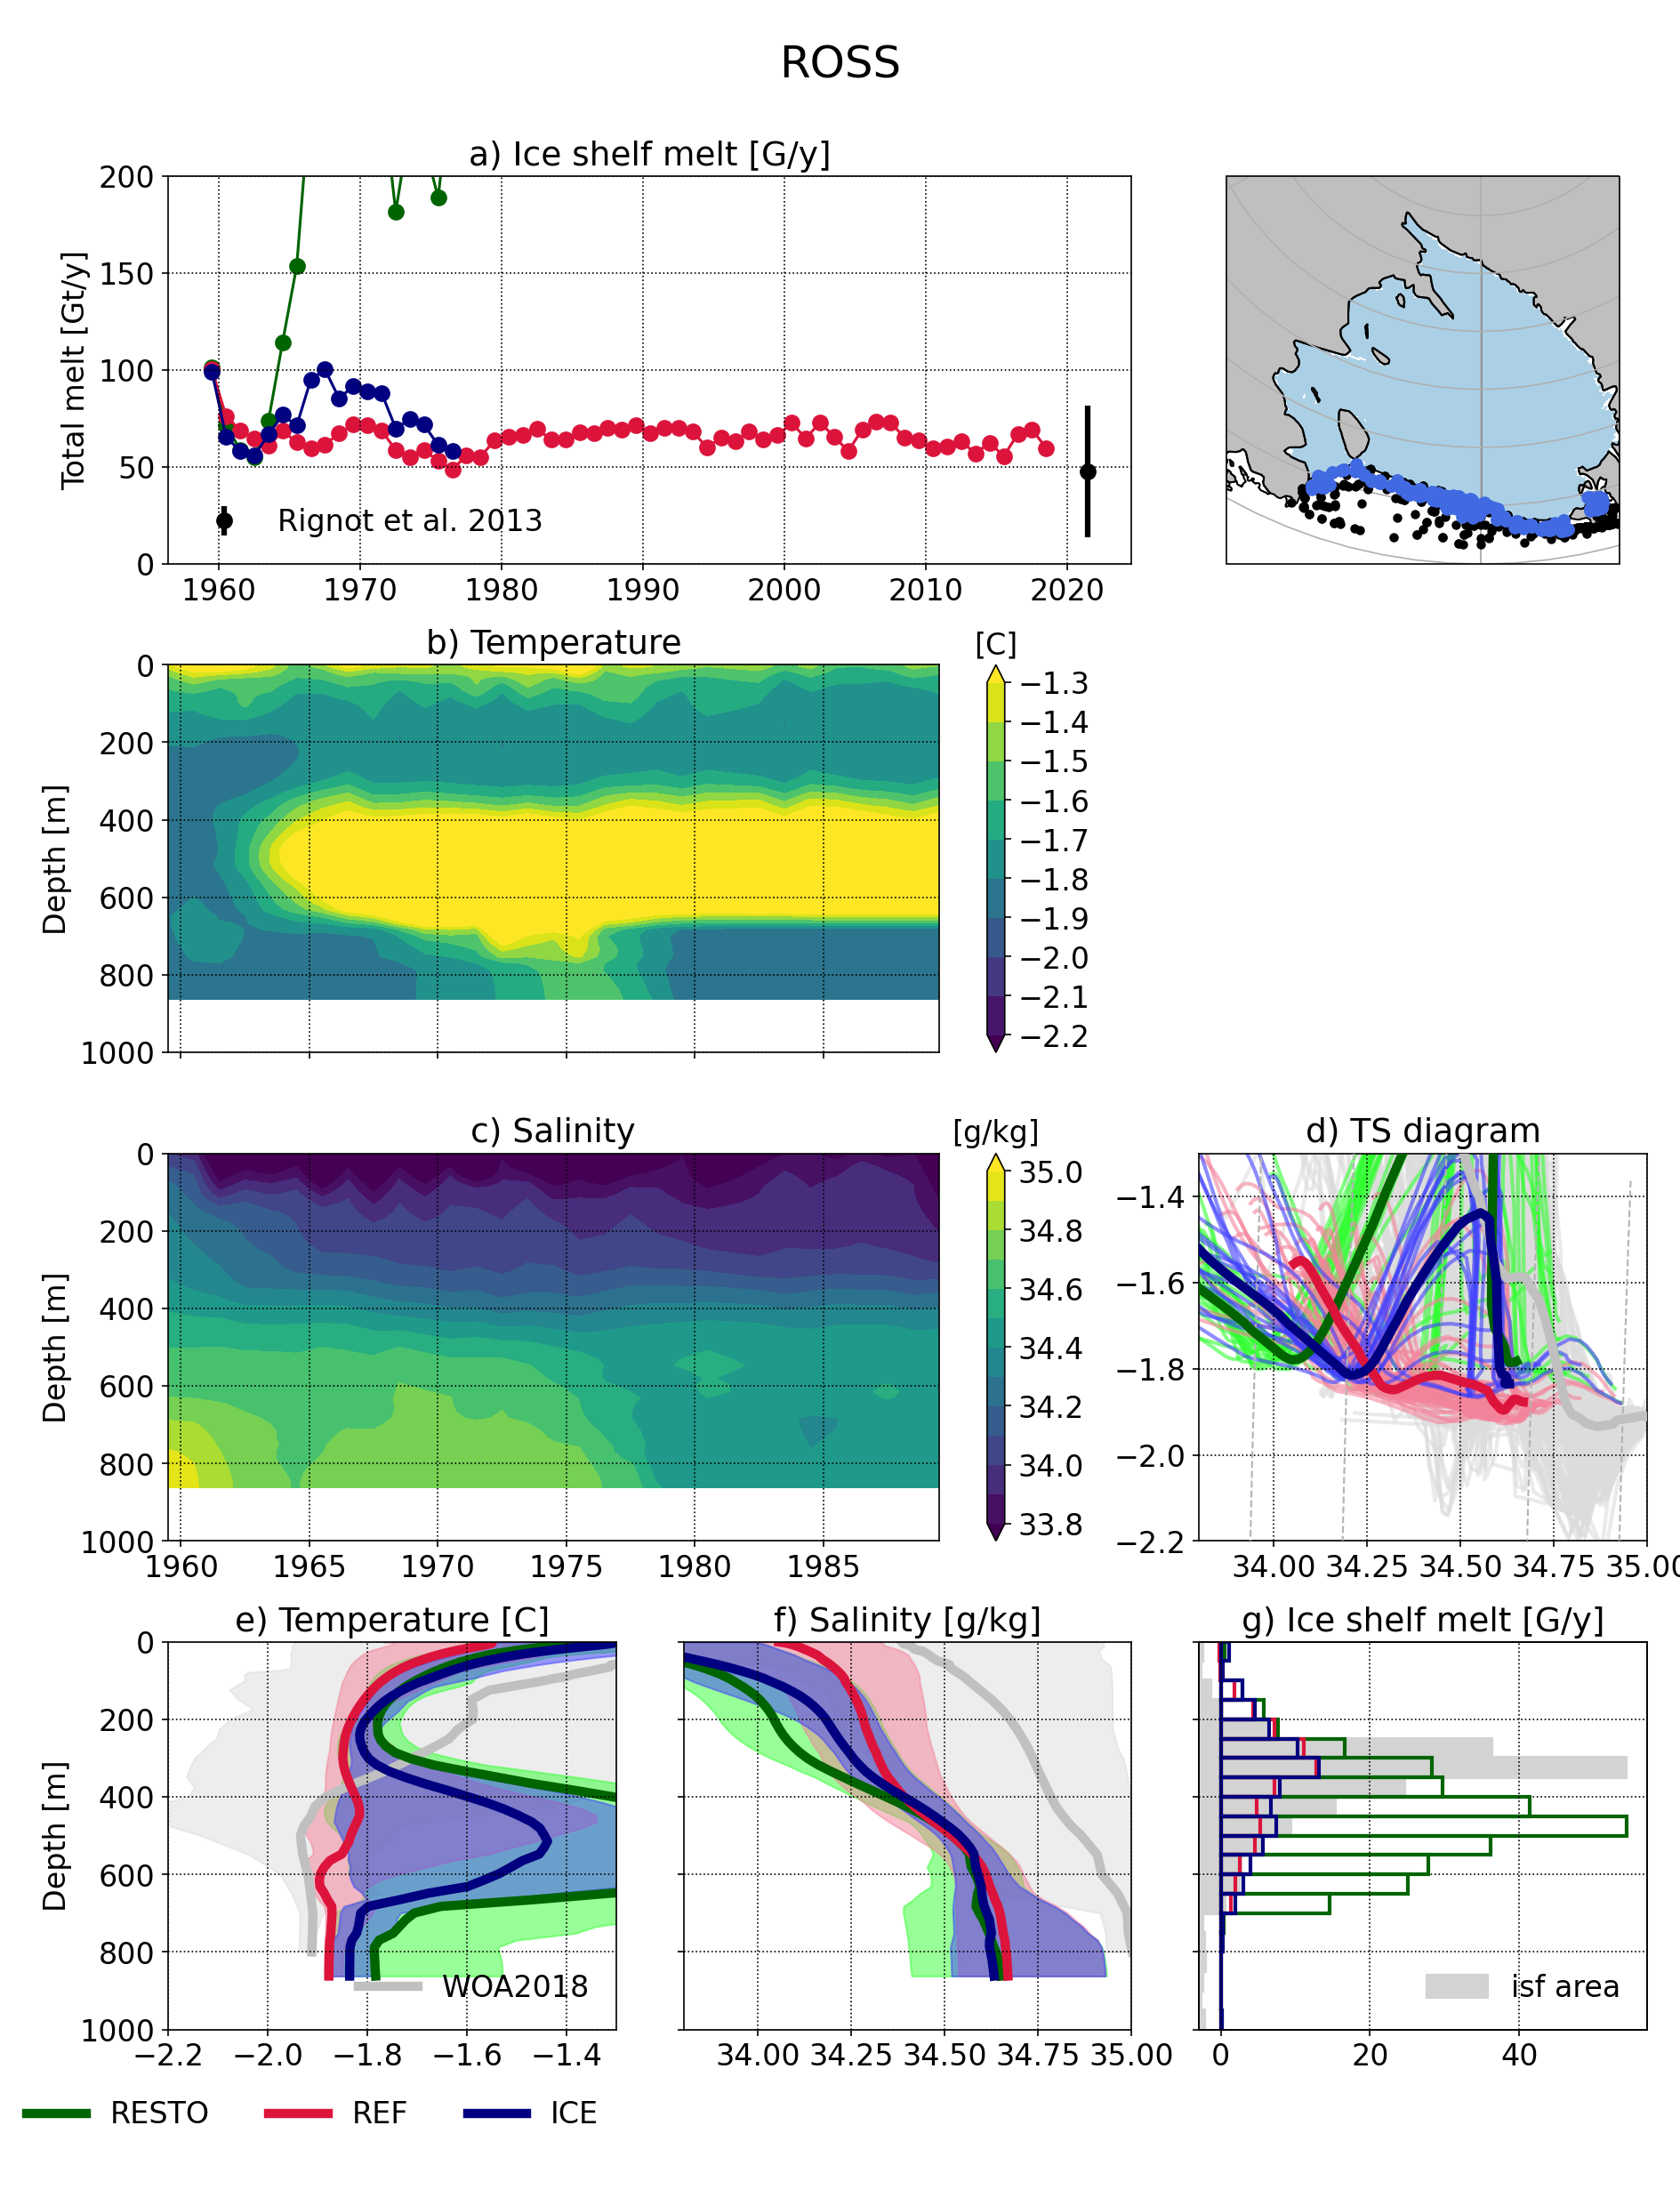 ROSS
a) Ice shelf melt [G/y]
Total melt [Gt/y]
200
150
100
50
0
Rignot et al. 2013
1960 1970 1980 1990 2000 2010 2020
b) Temperature
[C]
Depth [m]
0
200
400
600
800
1000
−1.3
−1.4
−1.5
−1.6
−1.7
−1.8
−1.9
−2.0
−2.1
−2.2
c) Salinity
[g/kg]
Depth [m]
0
200
400
600
800
1000
1960 1965 1970 1975 1980 1985
35.0
34.8
34.6
34.4
34.2
34.0
33.8
d) TS diagram
−1.4
−1.6
−1.8
−2.0
−2.2
34.00 34.25 34.50 34.75 35.00
e) Temperature [C]
Depth [m]
0
200
400
600
800
1000
WOA2018
−2.2 −2.0 −1.8 −1.6 −1.4
f) Salinity [g/kg]
34.00 34.25 34.50 34.75 35.00
g) Ice shelf melt [G/y]
isf area
0 20 40
RESTO REF ICE